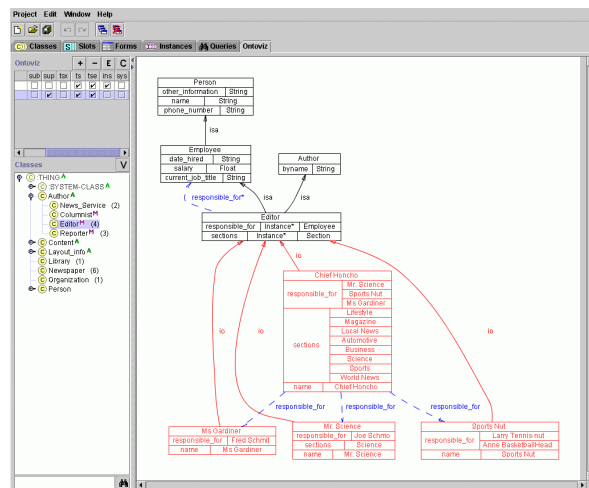 Project Edit Window Help
Classes Slots Forms Instances Queries Ontoviz
Ontoviz + − E C
sub sup tsx ts tse ins sys
Classes V
:THING A
:SYSTEM-CLASS A
Author A
News_Service (2)
Columnist M
Editor M (4)
Reporter M (3)
Content A
Layout_info A
Library (1)
Newspaper (6)
Organization (1)
Person
Person
other_information String
name String
phone_number String
isa
Employee
date_hired String
salary Float
current_job_title String
Author
byname String
( responsible_for*
isa
isa
Editor
responsible_for Instance* Employee
sections Instance* Section
io
Chief Honcho
responsible_for
Mr. Science
Sports Nut
Ms Gardiner
sections
Lifestyle
Magazine
Local News
Automotive
Business
Science
Sports
World News
name Chief Honcho
io
io
io
responsible_for
responsible_for
responsible_for
Ms Gardiner
responsible_for Fred Schmit
name Ms Gardiner
Mr. Science
responsible_for Joe Schmo
sections Science
name Mr. Science
Sports Nut
responsible_for
Larry Tennis-nut
Anne BasketballHead
name Sports Nut